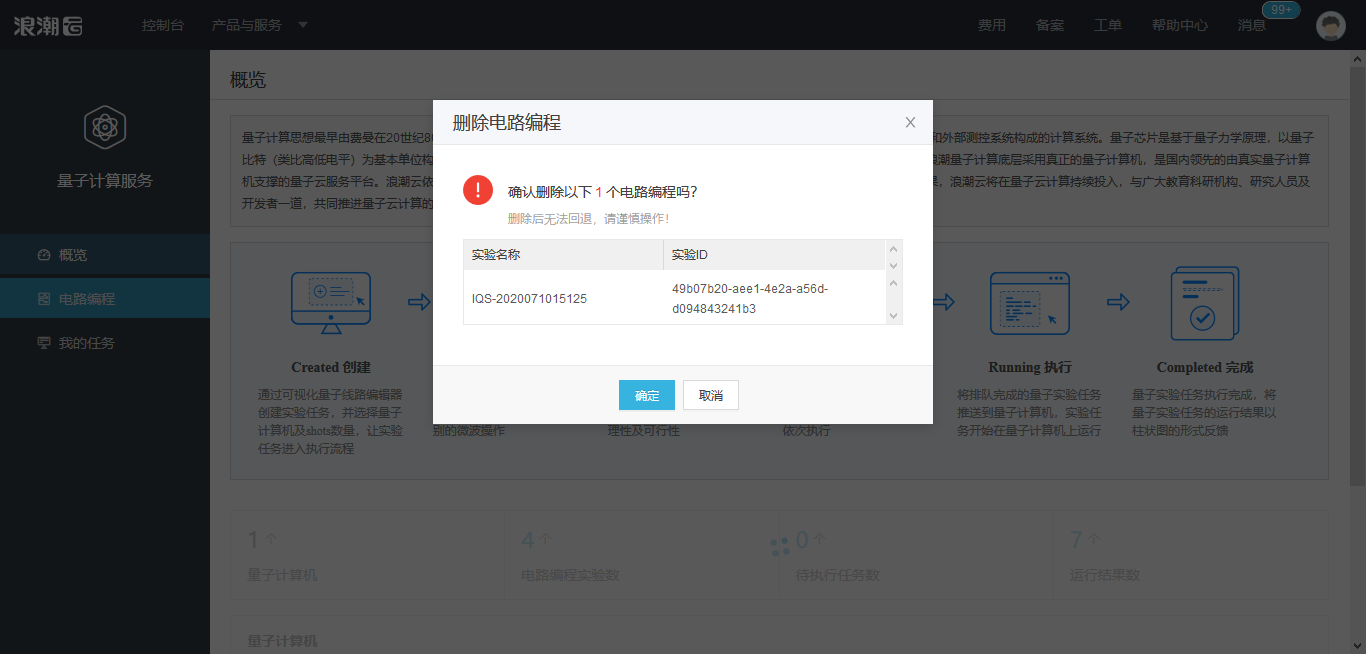 浪潮云
控制台
产品与服务
费用
备案
工单
帮助中心
消息
99+
量子计算服务
概览
电路编程
我的任务
概览
量子计算思想最早由费曼在20世纪8
和外部测控系统构成的计算系统。量子芯片是基于量子力学原理，以量子
比特（类比高低电平）为基本单位构
浪潮量子计算底层采用真正的量子计算机，是国内领先的由真实量子计算
机支撑的量子云服务平台。浪潮云依
，浪潮云将在量子云计算持续投入，与广大教育科研机构、研究人员及
开发者一道，共同推进量子云计算的
删除电路编程
确认删除以下 1 个电路编程吗?
删除后无法回退，请谨慎操作!
实验名称
实验ID
IQS-2020071015125
49b07b20-aee1-4e2a-a56d-
d094843241b3
确定
取消
Created 创建
通过可视化量子线路编辑器
创建实验任务，并选择量子
计算机及shots数量，让实验
任务进入执行流程
别的微波操作
理性及可行性
依次执行
Running 执行
将排队完成的量子实验任务
推送到量子计算机，实验任
务开始在量子计算机上运行
Completed 完成
量子实验任务执行完成，将
量子实验任务的运行结果以
柱状图的形式反馈
1 个
量子计算机
4 个
电路编程实验数
0 个
待执行任务数
7 个
运行结果数
量子计算机